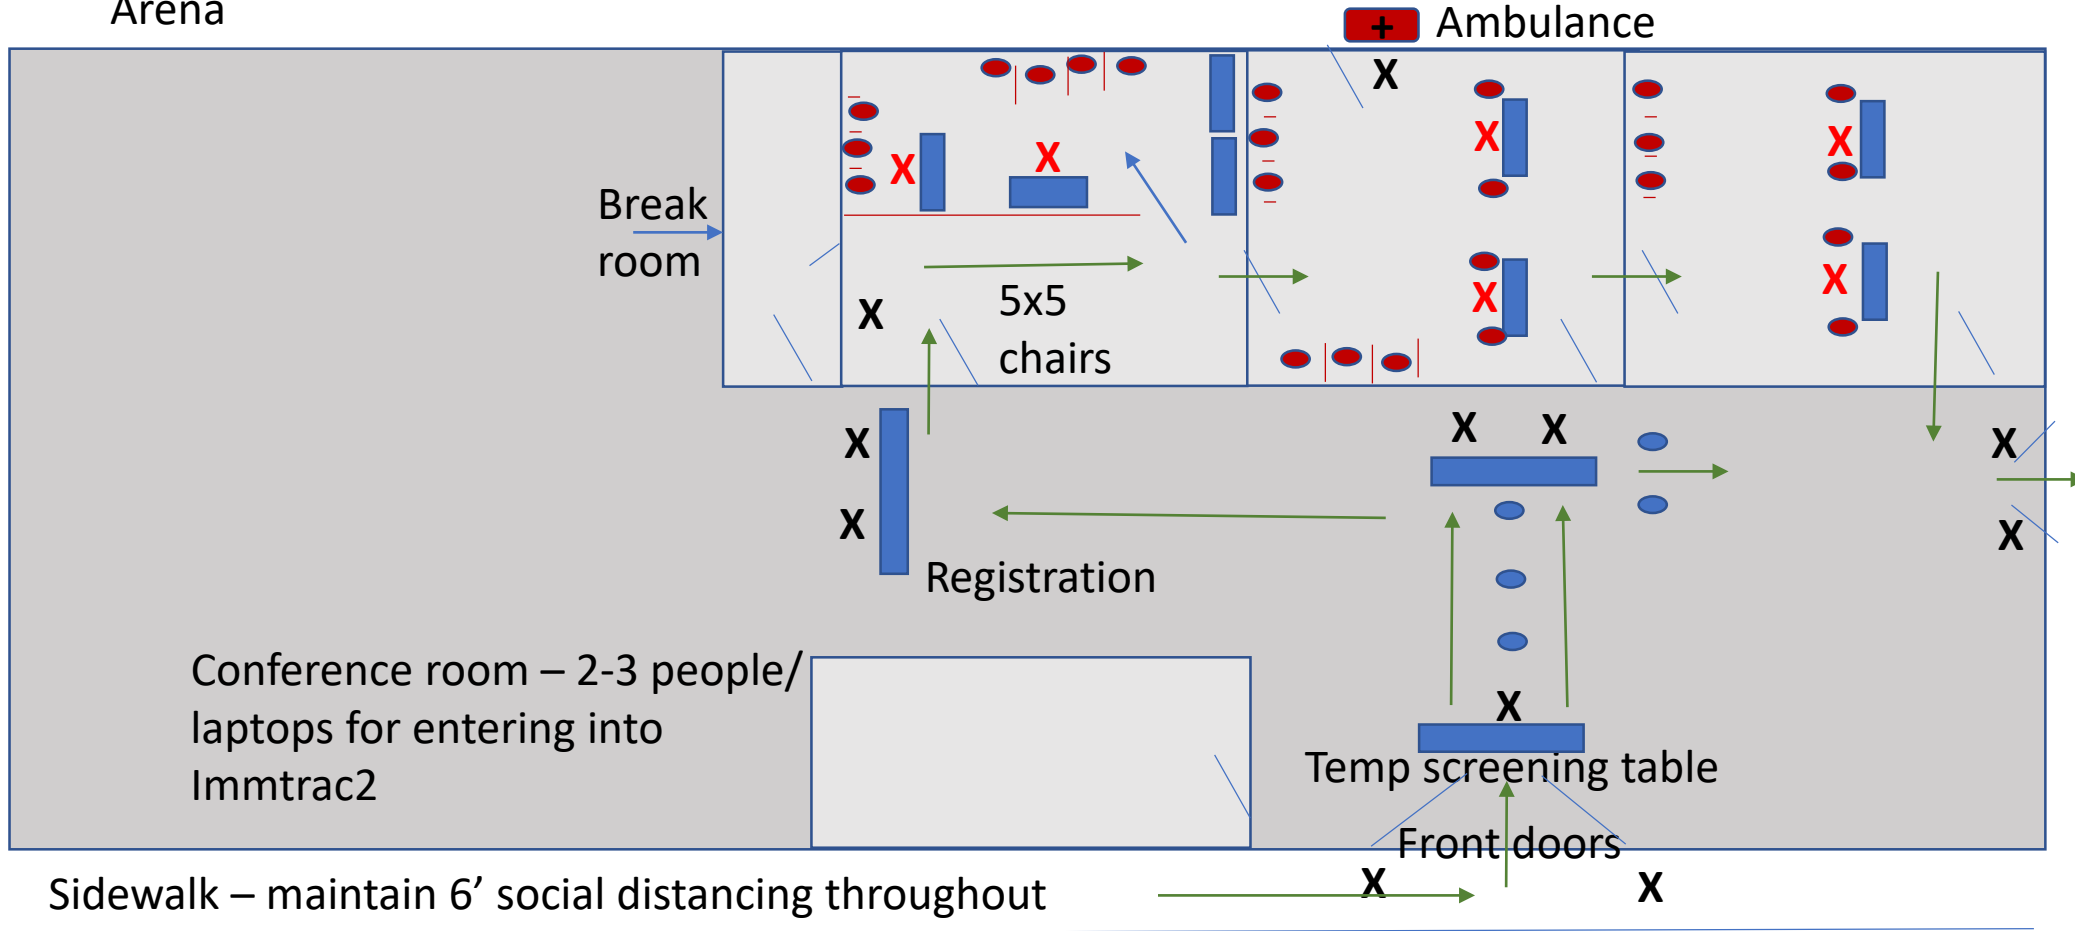 Arena
+ Ambulance
X
X
X
X
X
X
X
Break
room
X
X
X
5x5
chairs
X
X
X
X
X
X
Registration
Conference room – 2-3 people/
laptops for entering into
Immtrac2
X
Temp screening table
Front doors
X
X
Sidewalk – maintain 6’ social distancing throughout